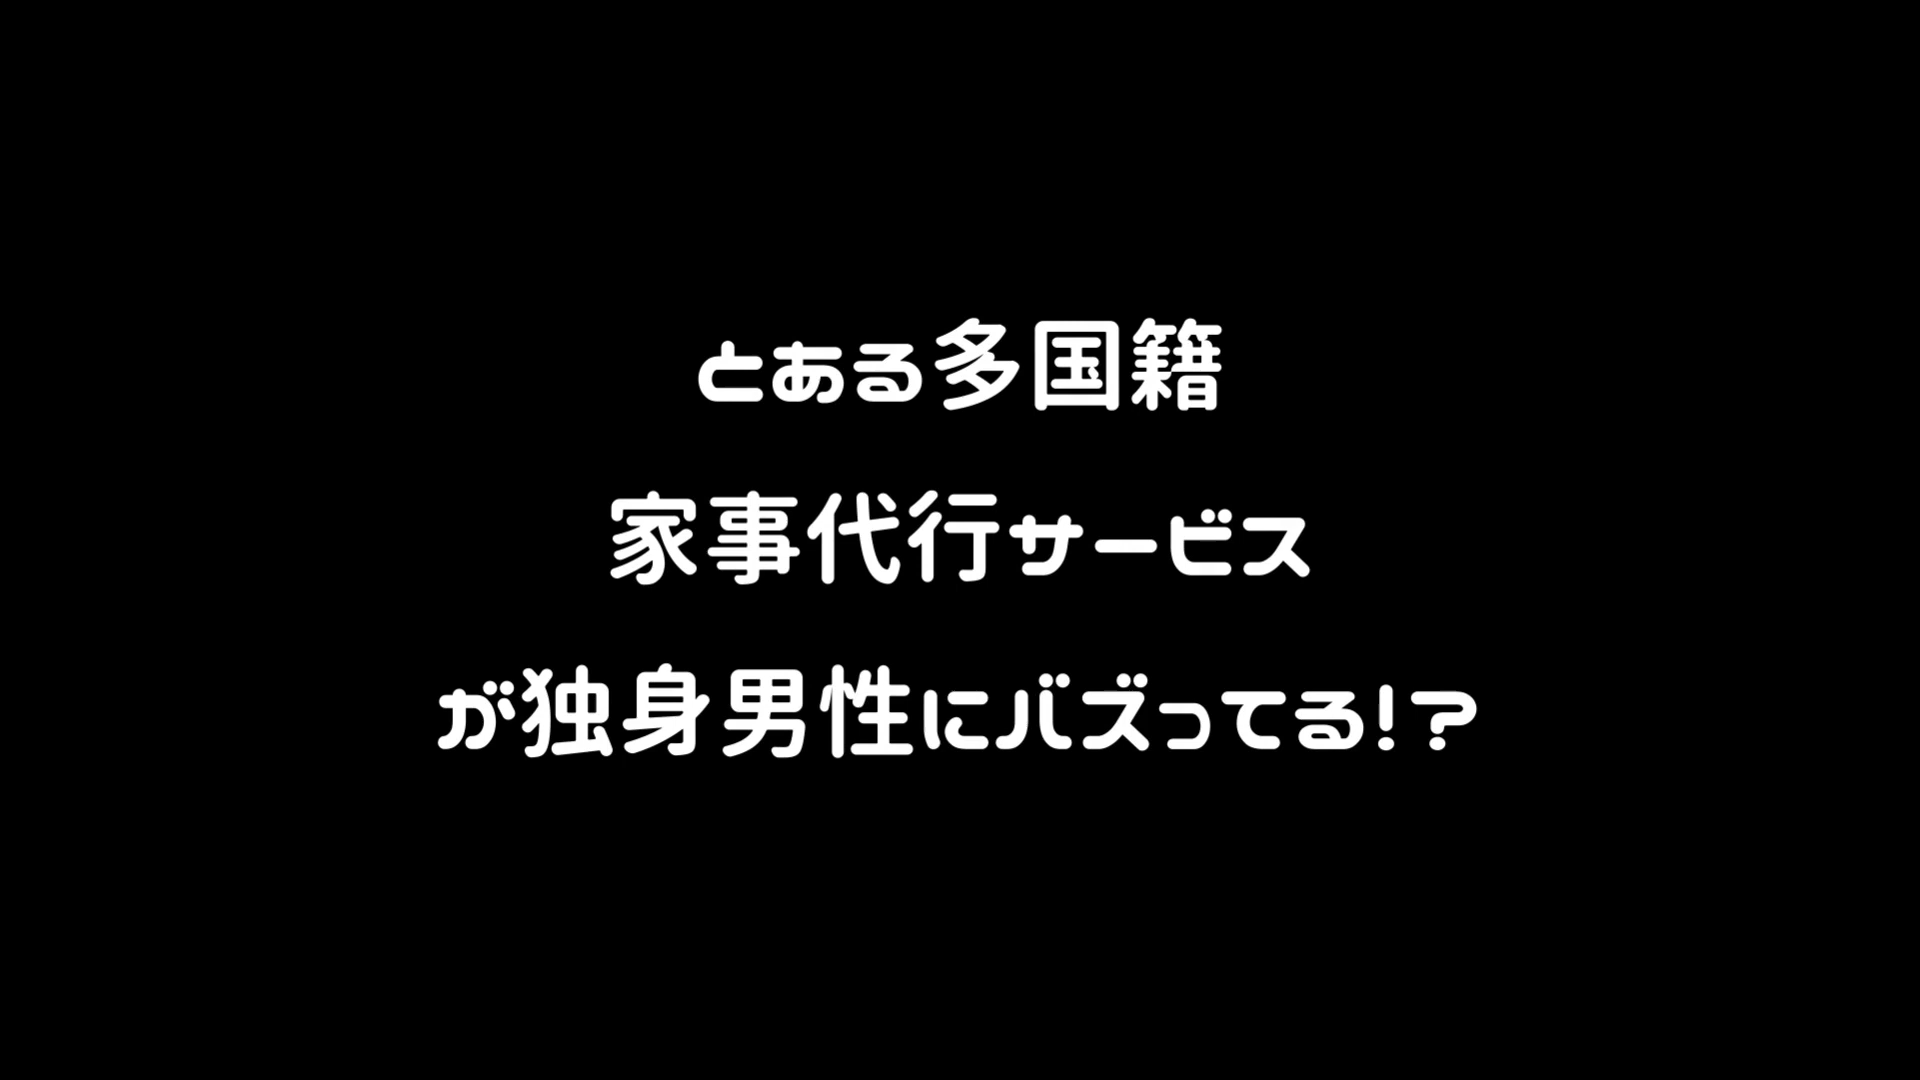 とある多国籍
家事代行サービス
が独身男性にバズってる!?